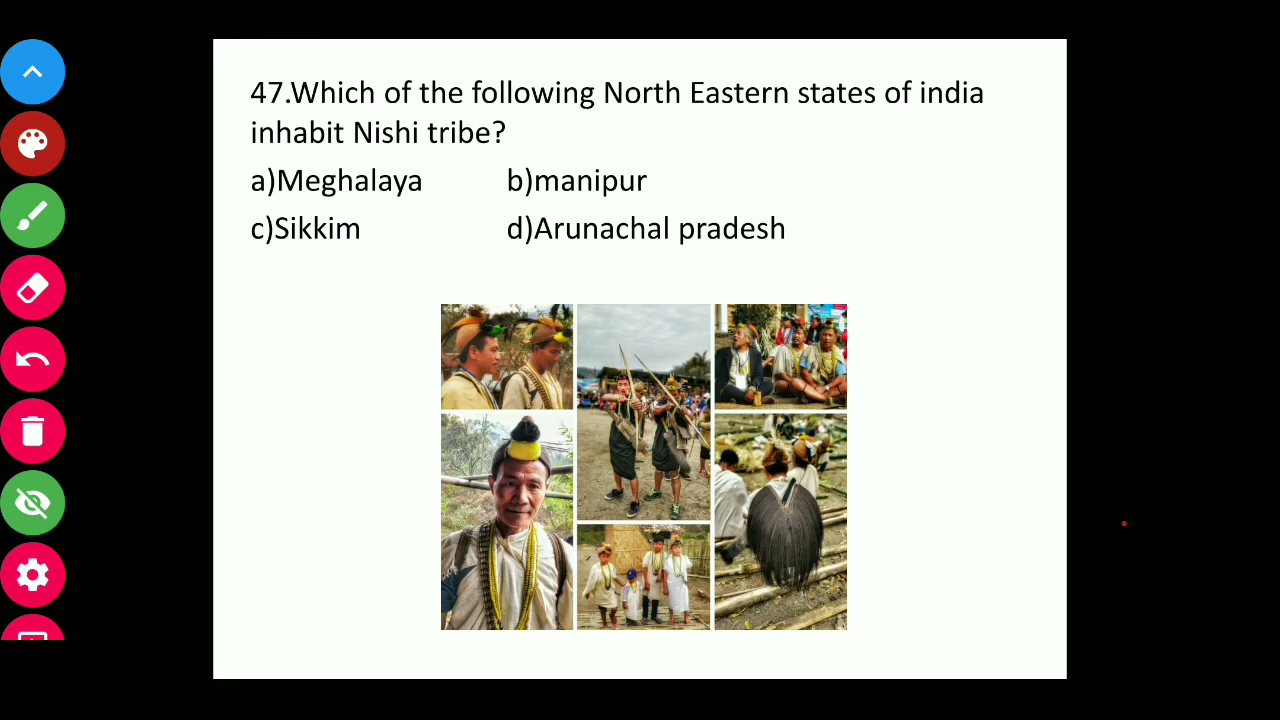 47.Which of the following North Eastern states of india
inhabit Nishi tribe?
a)Meghalaya b)manipur
c)Sikkim d)Arunachal pradesh